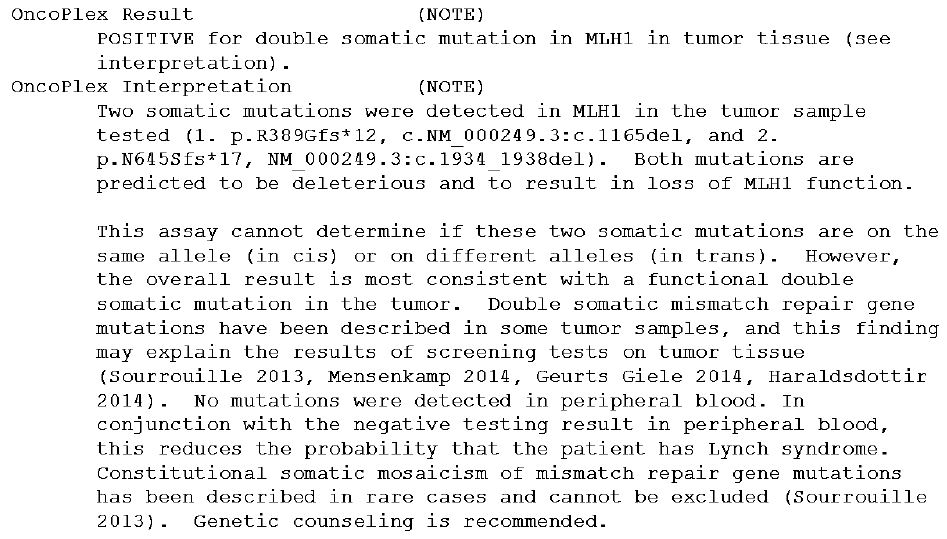 OncoPlex Result (NOTE)
POSITIVE for double somatic mutation in MLH1 in tumor tissue (see
interpretation).
OncoPlex Interpretation (NOTE)
Two somatic mutations were detected in MLH1 in the tumor sample
tested (1. p.R389Gfs*12, c.NM_000249.3:c.1165del, and 2.
p.N645Sfs*17, NM_000249.3:c.1934_1938del). Both mutations are
predicted to be deleterious and to result in loss of MLH1 function.
This assay cannot determine if these two somatic mutations are on the
same allele (in cis) or on different alleles (in trans). However,
the overall result is most consistent with a functional double
somatic mutation in the tumor. Double somatic mismatch repair gene
mutations have been described in some tumor samples, and this finding
may explain the results of screening tests on tumor tissue
(Sourrouille 2013, Mensenkamp 2014, Geurts Giele 2014, Haraldsdottir
2014). No mutations were detected in peripheral blood. In
conjunction with the negative testing result in peripheral blood,
this reduces the probability that the patient has Lynch syndrome.
Constitutional somatic mosaicism of mismatch repair gene mutations
has been described in rare cases and cannot be excluded (Sourrouille
2013). Genetic counseling is recommended.